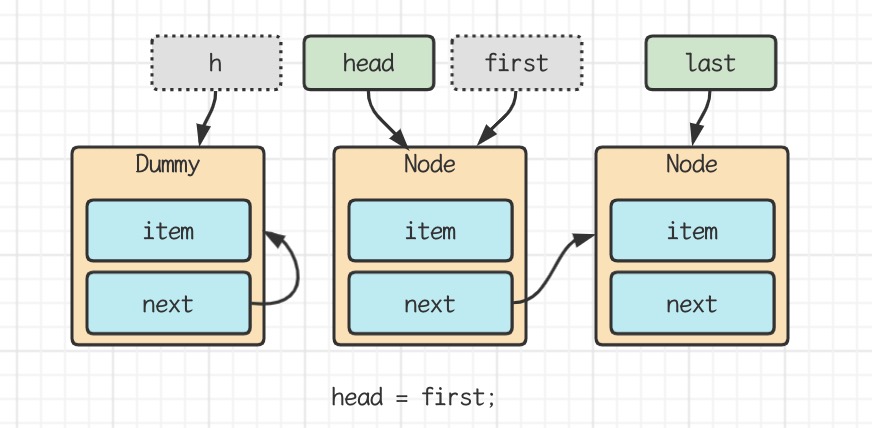 h
head
first
last
Dummy
Node
Node
item
item
item
next
next
next
head = first;